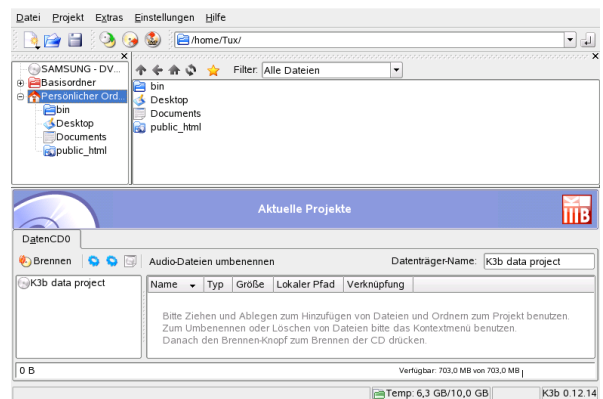 Datei Projekt Extras Einstellungen Hilfe
/home/Tux/
SAMSUNG - DV...
Basisordner
Persönlicher Ord...
bin
Desktop
Documents
public_html
Filter: Alle Dateien
bin
Desktop
Documents
public_html
Aktuelle Projekte
DatenCD0
Brennen Audio-Dateien umbenennen Datenträger-Name: K3b data project
K3b data project
Name Typ Größe Lokaler Pfad Verknüpfung
Bitte Ziehen und Ablegen zum Hinzufügen von Dateien und Ordnern zum Projekt benutzen.
Zum Umbenennen oder Löschen von Dateien bitte das Kontextmenü benutzen.
Danach den Brennen-Knopf zum Brennen der CD drücken.
0 B Verfügbar: 703,0 MB von 703,0 MB
Temp: 6,3 GB/10,0 GB K3b 0.12.14